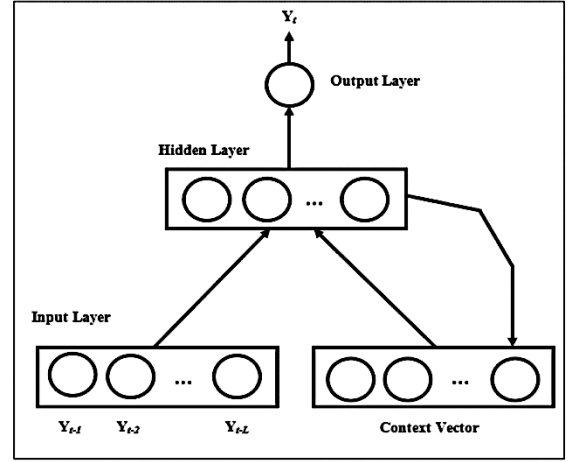 Yt
Output Layer
Hidden Layer
...
Input Layer
... ...
Yt-1 Yt-2 Yt-L Context Vector